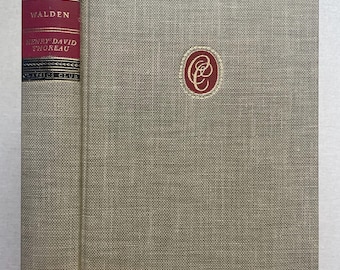 WALDEN
HENRY DAVID
THOREAU
CLASSICS CLUB